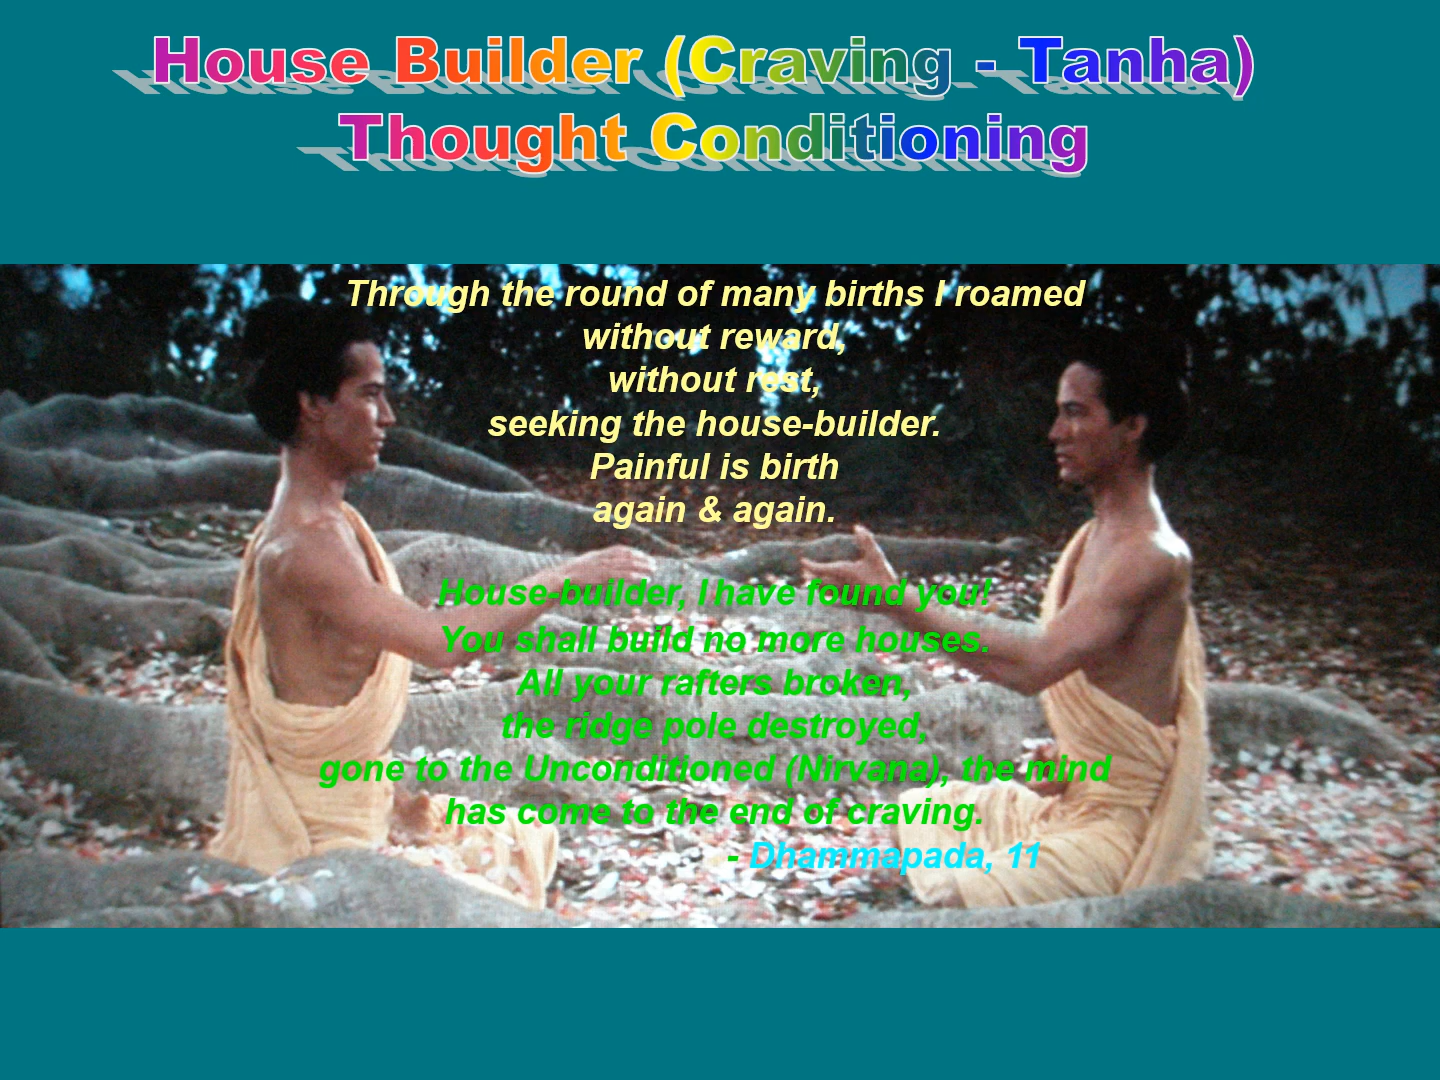 House Builder (Craving - Tanha)
Thought Conditioning
Through the round of many births I roamed
without reward,
without rest,
seeking the house-builder.
Painful is birth
again & again.
House-builder, I have found you!
You shall build no more houses.
All your rafters broken,
the ridge pole destroyed,
gone to the Unconditioned (Nirvana), the mind
has come to the end of craving.
- Dhammapada, 11